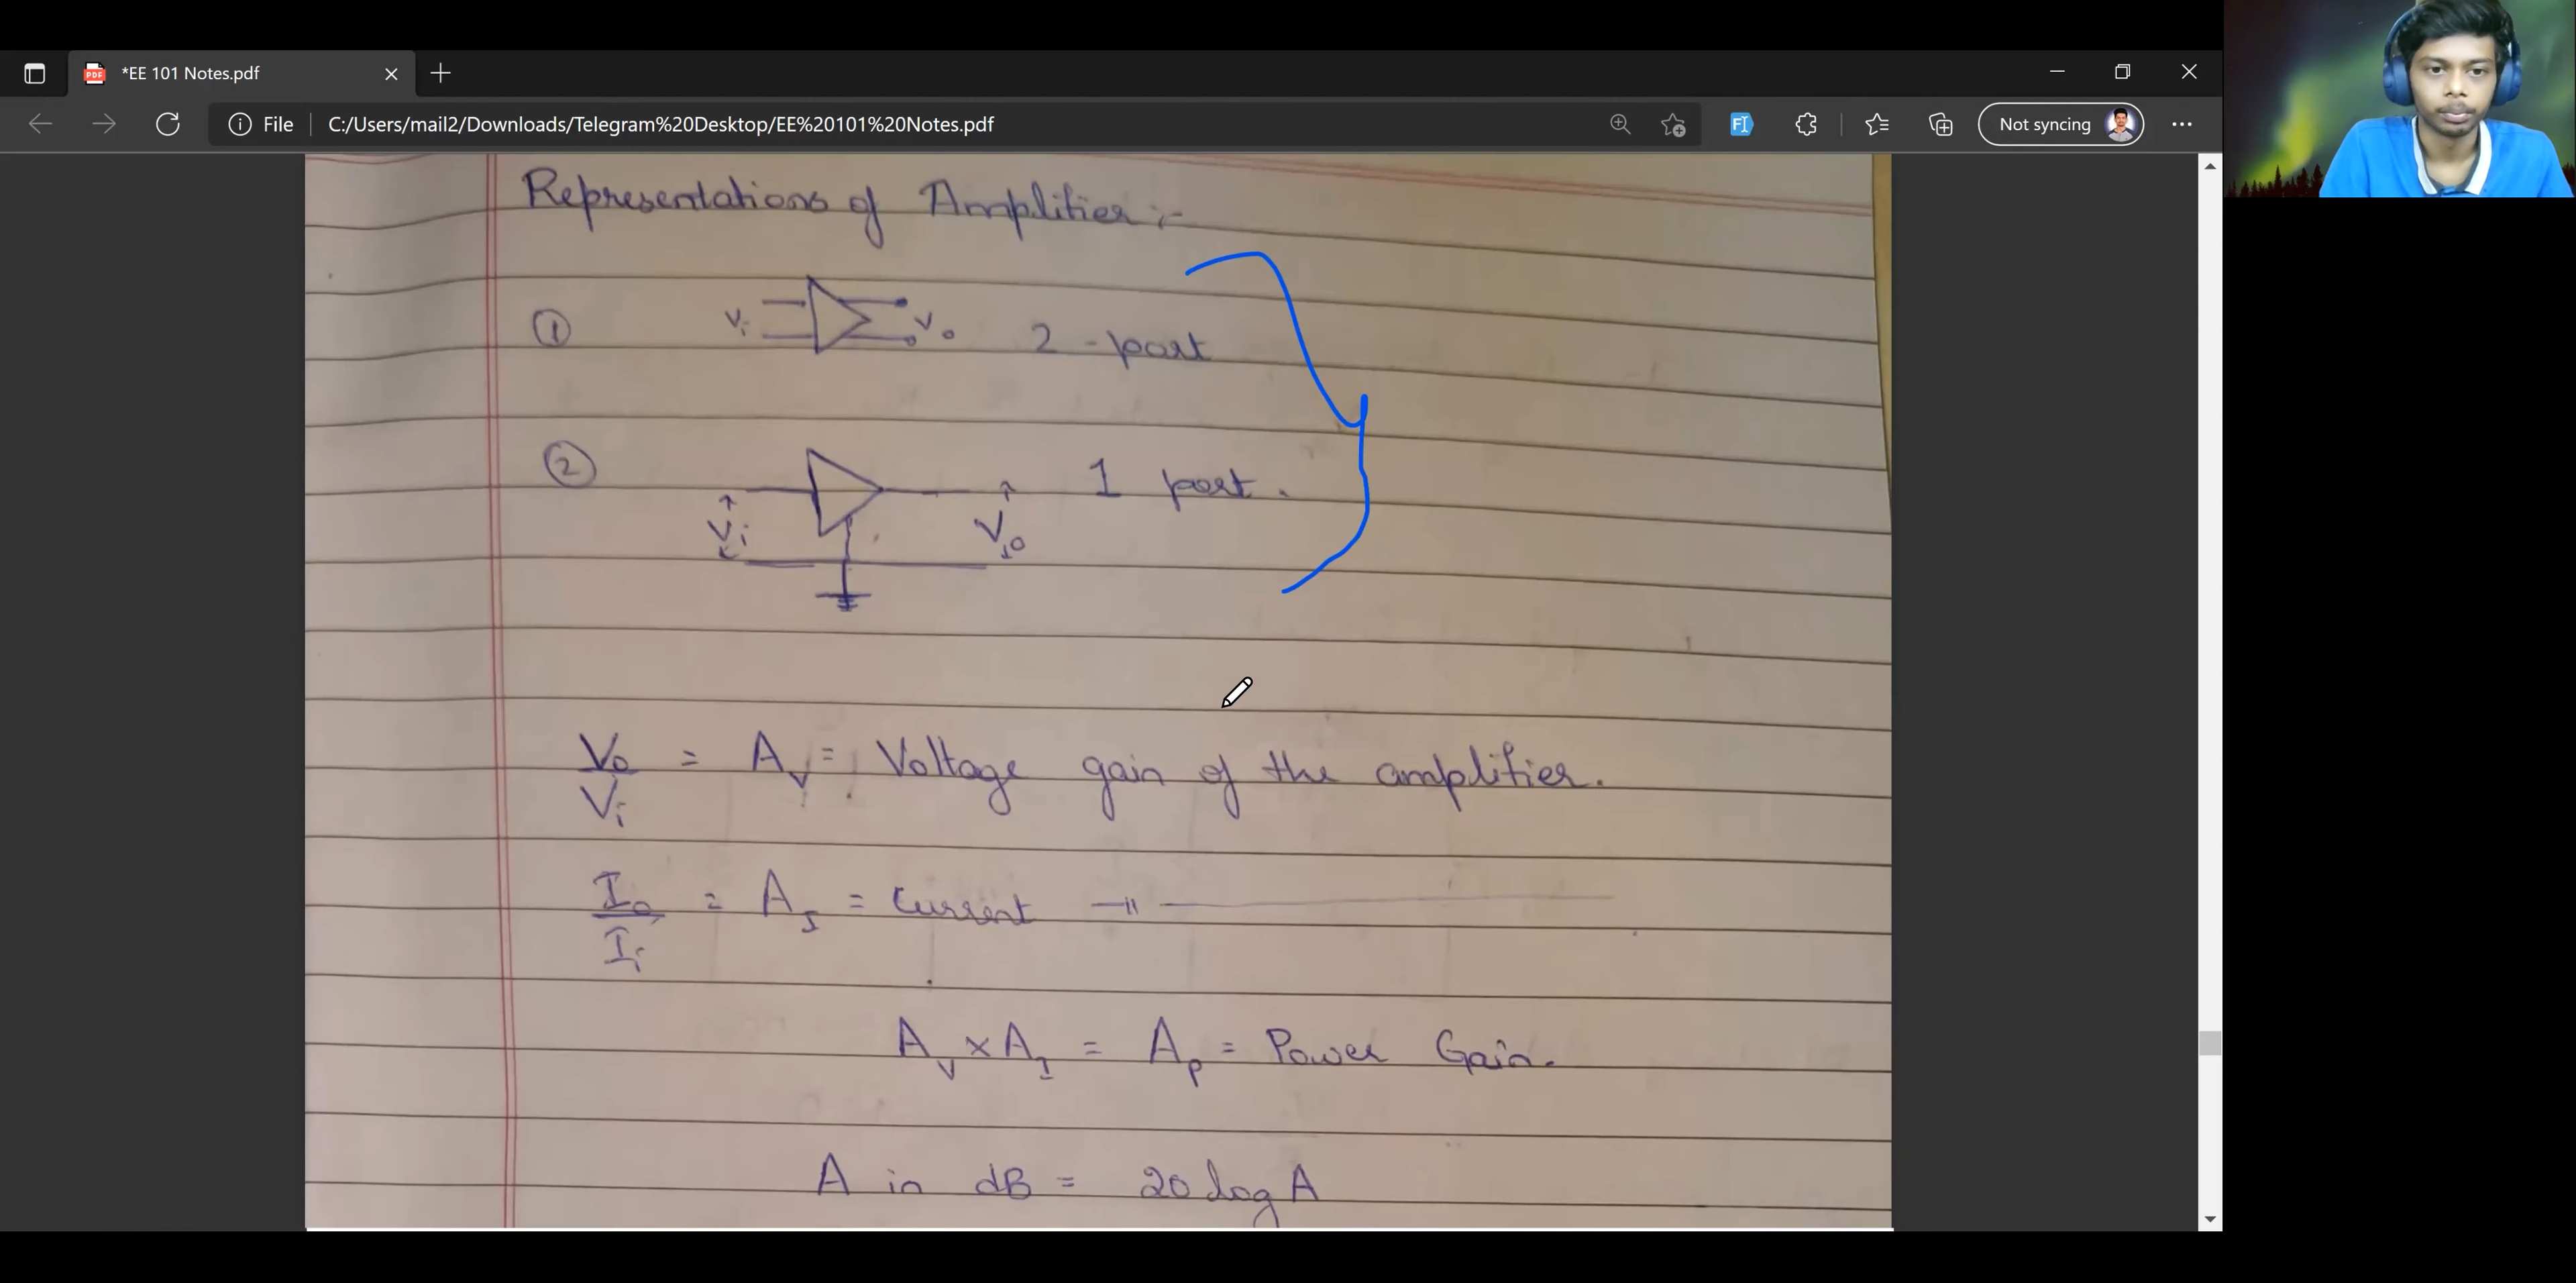 *EE 101 Notes.pdf
File C:/Users/mail2/Downloads/Telegram%20Desktop/EE%20101%20Notes.pdf Not syncing
Representations of Amplifier :-
① Vi Vo 2 - port
② Vi Vo 1 port.
Vo/Vi = Av = Voltage gain of the amplifier.
Io/Ii = AI = Current —〃—
Av × AI = Ap = Power Gain.
A in dB = 20 log A